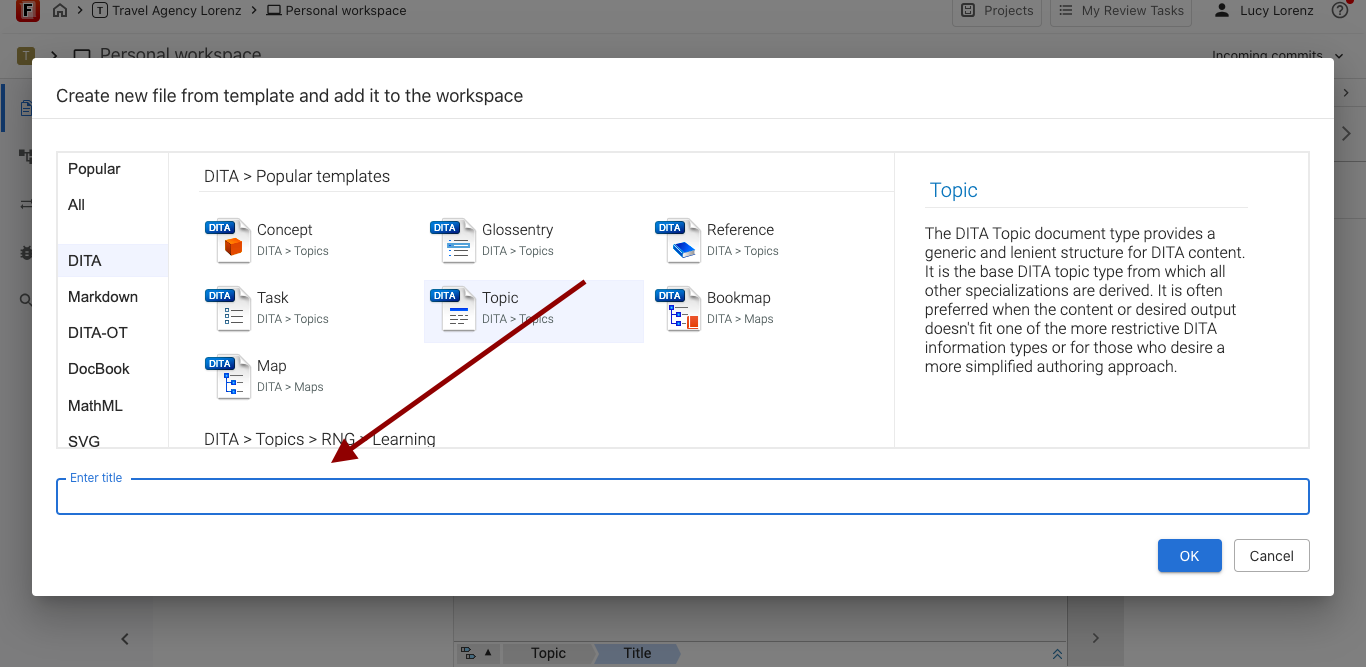 F
T Travel Agency Lorenz
Personal workspace
Projects
My Review Tasks
Lucy Lorenz
?
T
Personal workspace
Incoming commits
Create new file from template and add it to the workspace
Popular
All
DITA
Markdown
DITA-OT
DocBook
MathML
SVG
DITA > Popular templates
DITA
Concept
DITA > Topics
DITA
Glossentry
DITA > Topics
DITA
Reference
DITA > Topics
DITA
Task
DITA > Topics
DITA
Topic
DITA > Topics
DITA
Bookmap
DITA > Maps
DITA
Map
DITA > Maps
DITA > Topics > RNG > Learning
Topic
The DITA Topic document type provides a
generic and lenient structure for DITA content.
It is the base DITA topic type from which all
other specializations are derived. It is often
preferred when the content or desired output
doesn't fit one of the more restrictive DITA
information types or for those who desire a
more simplified authoring approach.
Enter title
OK
Cancel
Topic
Title